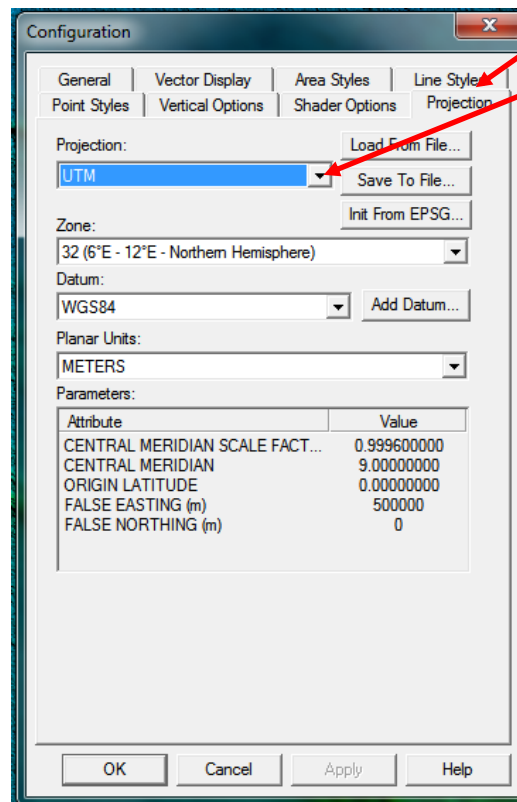 Configuration
General Vector Display Area Styles Line Styles
Point Styles Vertical Options Shader Options Projection
Projection:
Load From File...
UTM
Save To File...
Init From EPSG...
Zone:
32 (6°E - 12°E - Northern Hemisphere)
Datum:
WGS84
Add Datum...
Planar Units:
METERS
Parameters:
Attribute Value
CENTRAL MERIDIAN SCALE FACT... 0.999600000
CENTRAL MERIDIAN 9.00000000
ORIGIN LATITUDE 0.00000000
FALSE EASTING (m) 500000
FALSE NORTHING (m) 0
OK Cancel Apply Help